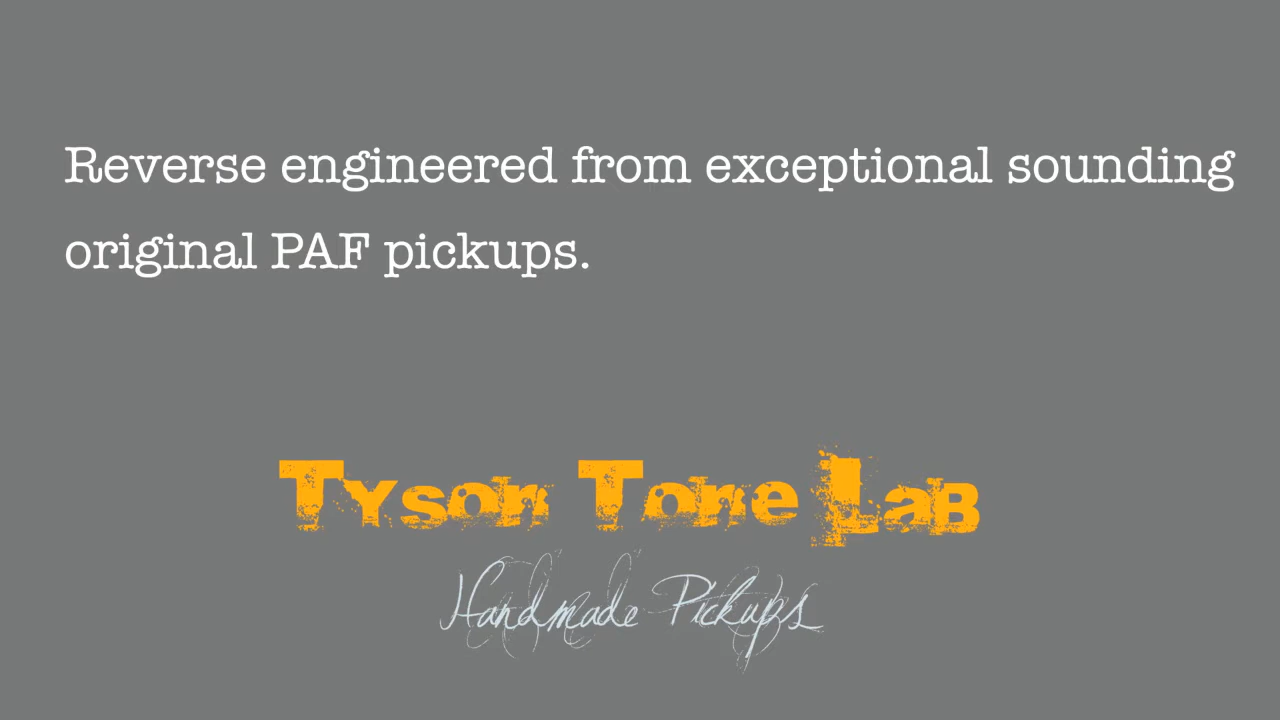 Reverse engineered from exceptional sounding
original PAF pickups.
Tyson Tone Lab
Handmade Pickups